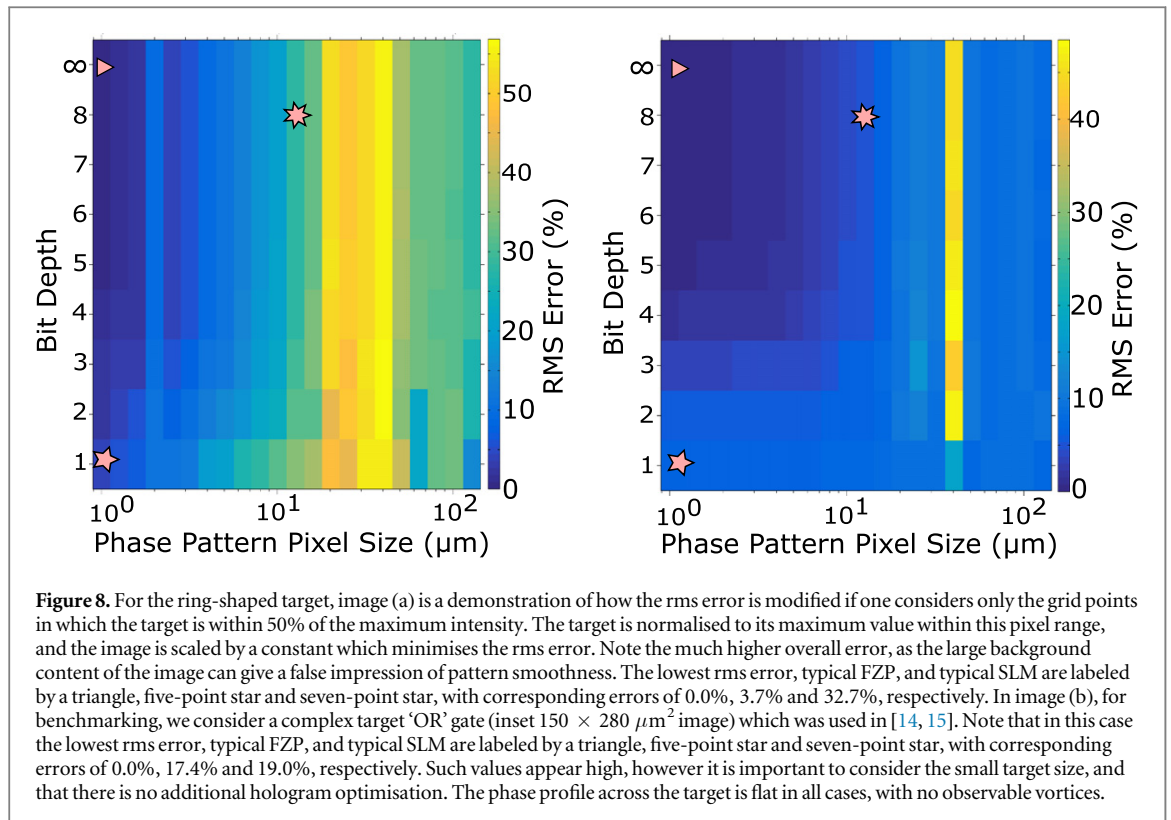 ∞
8
7
6
5
4
3
2
1
Bit Depth
10^0 10^1 10^2
Phase Pattern Pixel Size (μm)
50
40
30
20
10
0
RMS Error (%)
∞
8
7
6
5
4
3
2
1
Bit Depth
10^0 10^1 10^2
Phase Pattern Pixel Size (μm)
40
30
20
10
0
RMS Error (%)
Figure 8. For the ring-shaped target, image (a) is a demonstration of how the rms error is modified if one considers only the grid points
in which the target is within 50% of the maximum intensity. The target is normalised to its maximum value within this pixel range,
and the image is scaled by a constant which minimises the rms error. Note the much higher overall error, as the large background
content of the image can give a false impression of pattern smoothness. The lowest rms error, typical FZP, and typical SLM are labeled
by a triangle, five-point star and seven-point star, with corresponding errors of 0.0%, 3.7% and 32.7%, respectively. In image (b), for
benchmarking, we consider a complex target ‘OR’ gate (inset 150 × 280 μm² image) which was used in [14, 15]. Note that in this case
the lowest rms error, typical FZP, and typical SLM are labeled by a triangle, five-point star and seven-point star, with corresponding
errors of 0.0%, 17.4% and 19.0%, respectively. Such values appear high, however it is important to consider the small target size, and
that there is no additional hologram optimisation. The phase profile across the target is flat in all cases, with no observable vortices.